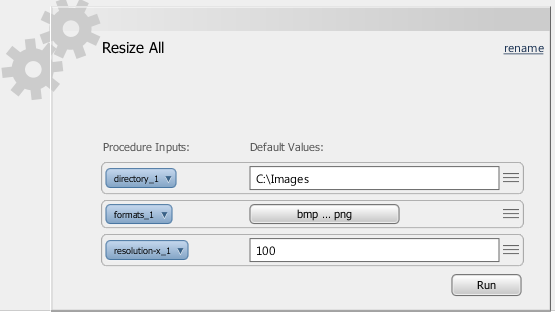 Resize All
rename
Procedure Inputs: Default Values:
directory_1 C:\Images
formats_1 bmp ... png
resolution-x_1 100
Run